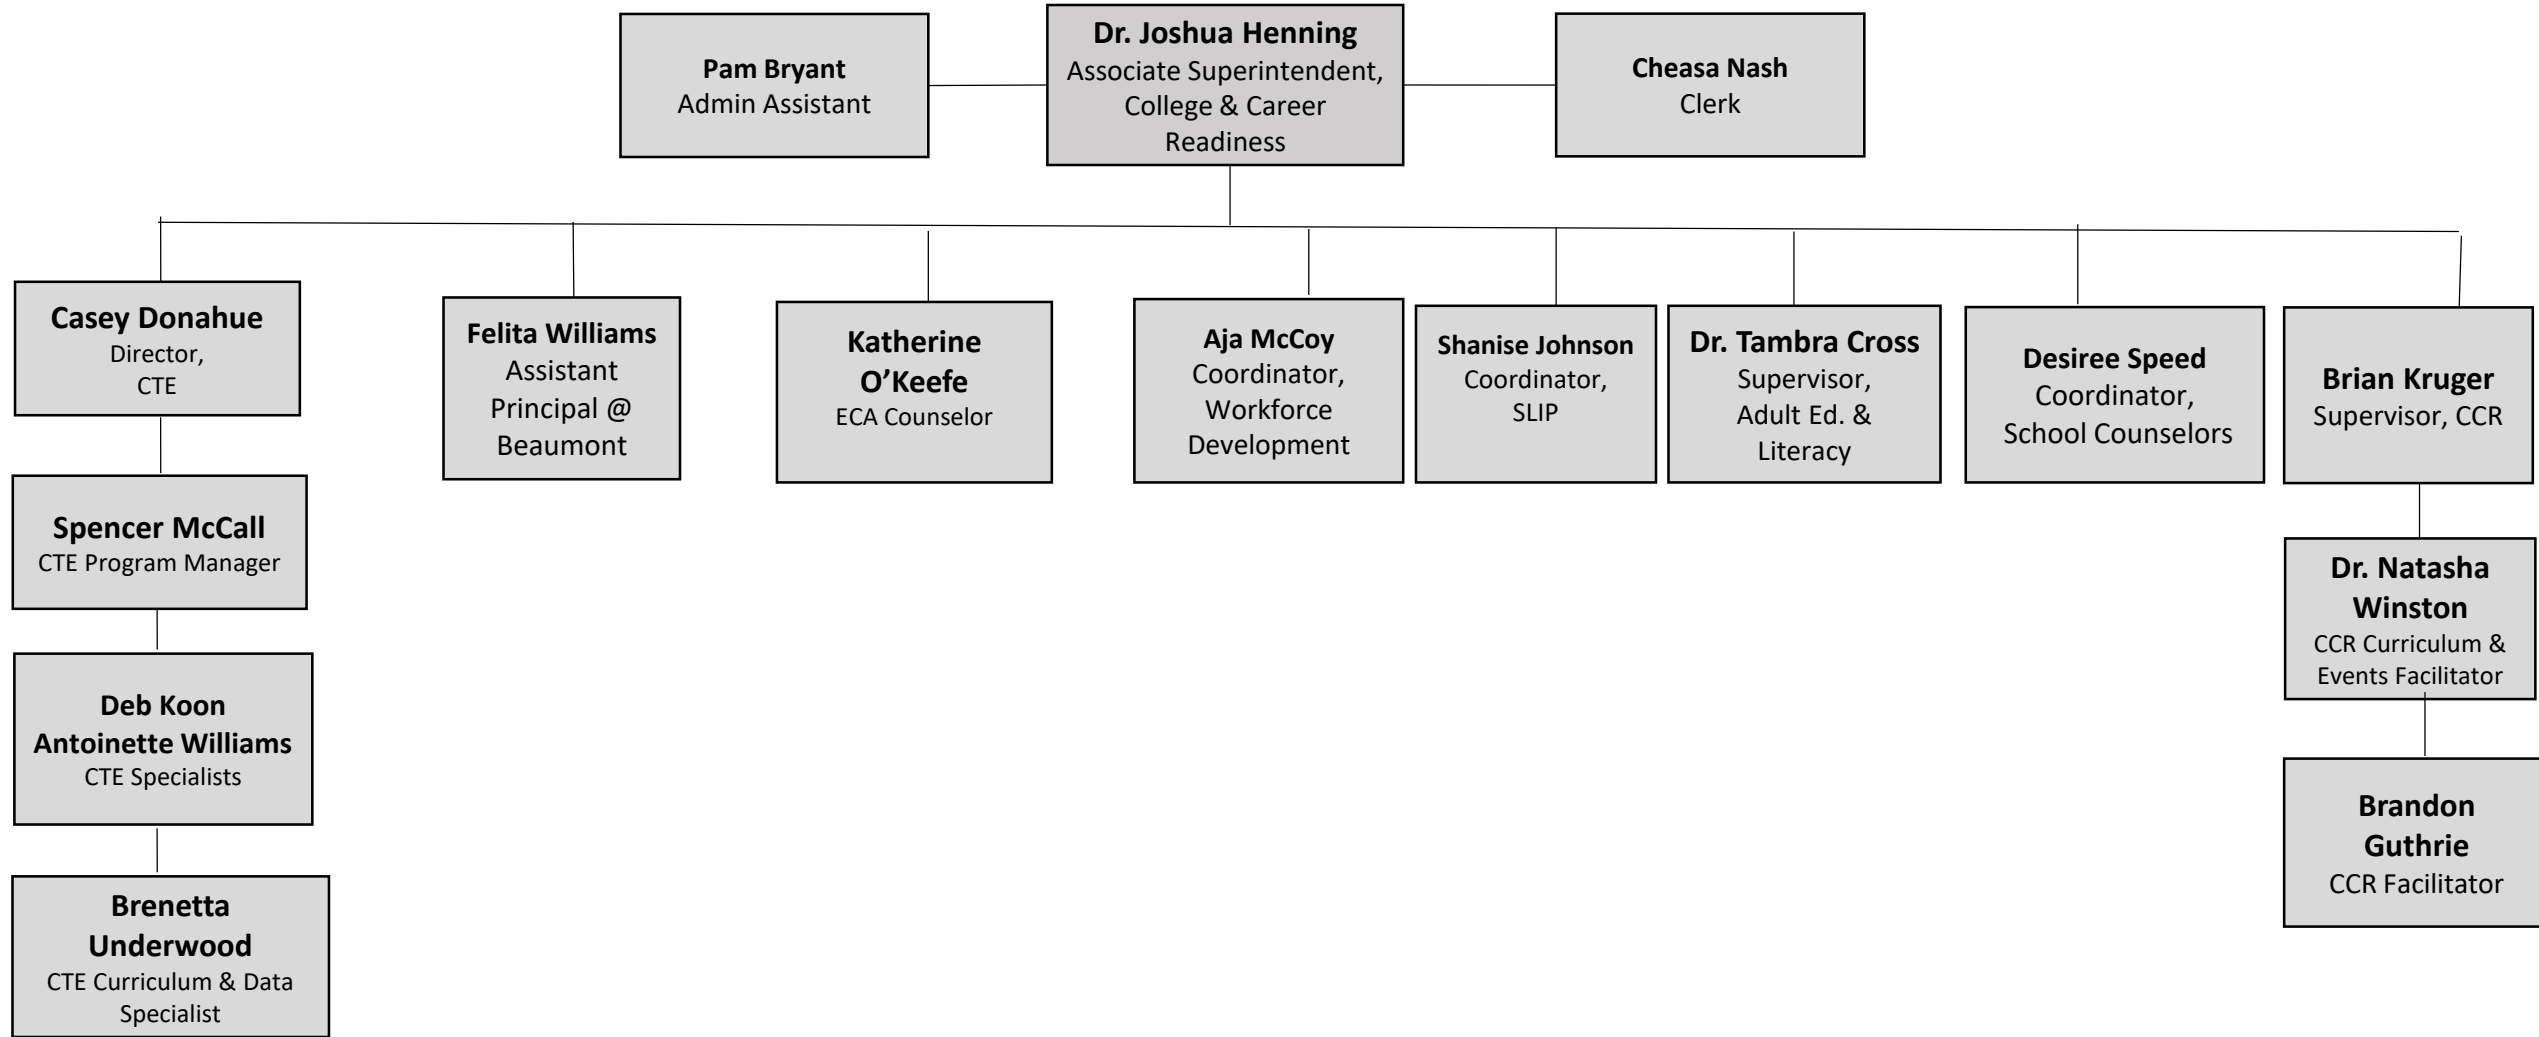 Pam Bryant
Admin Assistant
Dr. Joshua Henning
Associate Superintendent,
College & Career
Readiness
Cheasa Nash
Clerk
Casey Donahue
Director,
CTE
Felita Williams
Assistant
Principal @
Beaumont
Katherine
O’Keefe
ECA Counselor
Aja McCoy
Coordinator,
Workforce
Development
Shanise Johnson
Coordinator,
SLIP
Dr. Tambra Cross
Supervisor,
Adult Ed. &
Literacy
Desiree Speed
Coordinator,
School Counselors
Brian Kruger
Supervisor, CCR
Spencer McCall
CTE Program Manager
Dr. Natasha
Winston
CCR Curriculum &
Events Facilitator
Deb Koon
Antoinette Williams
CTE Specialists
Brandon
Guthrie
CCR Facilitator
Brenetta
Underwood
CTE Curriculum & Data
Specialist